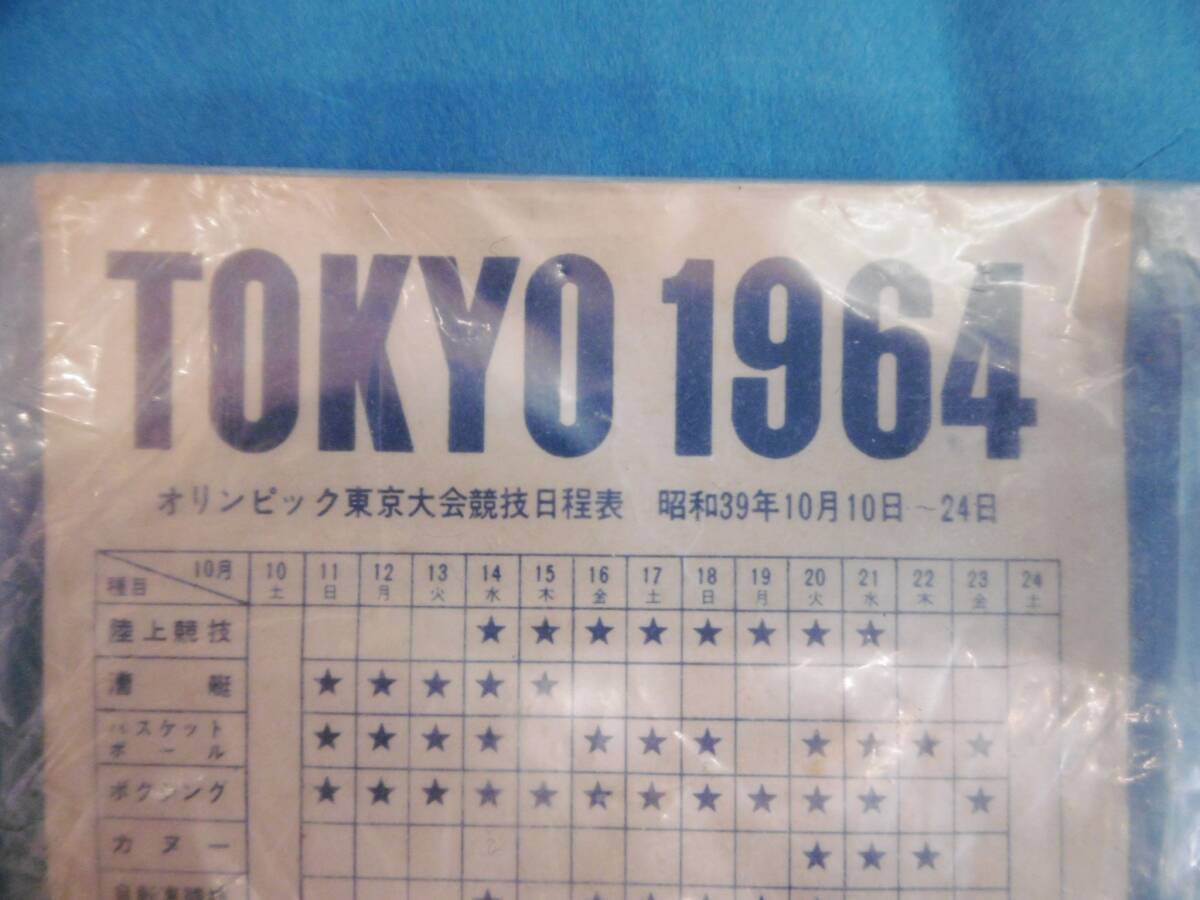 TOKYO 1964
オリンピック東京大会競技日程表 昭和39年10月10日～24日
種目 10月 10 11 12 13 14 15 16 17 18 19 20 21 22 23 24
土 日 月 火 水 木 金 土 日 月 火 水 木 金 土
陸上競技 ★ ★ ★ ★ ★ ★ ★ ★
漕艇 ★ ★ ★ ★ ★
バスケット
ボール ★ ★ ★ ★ ★ ★ ★ ★ ★ ★ ★
ボクシング ★ ★ ★ ★ ★ ★ ★ ★ ★ ★ ★ ★
カヌー ★ ★ ★